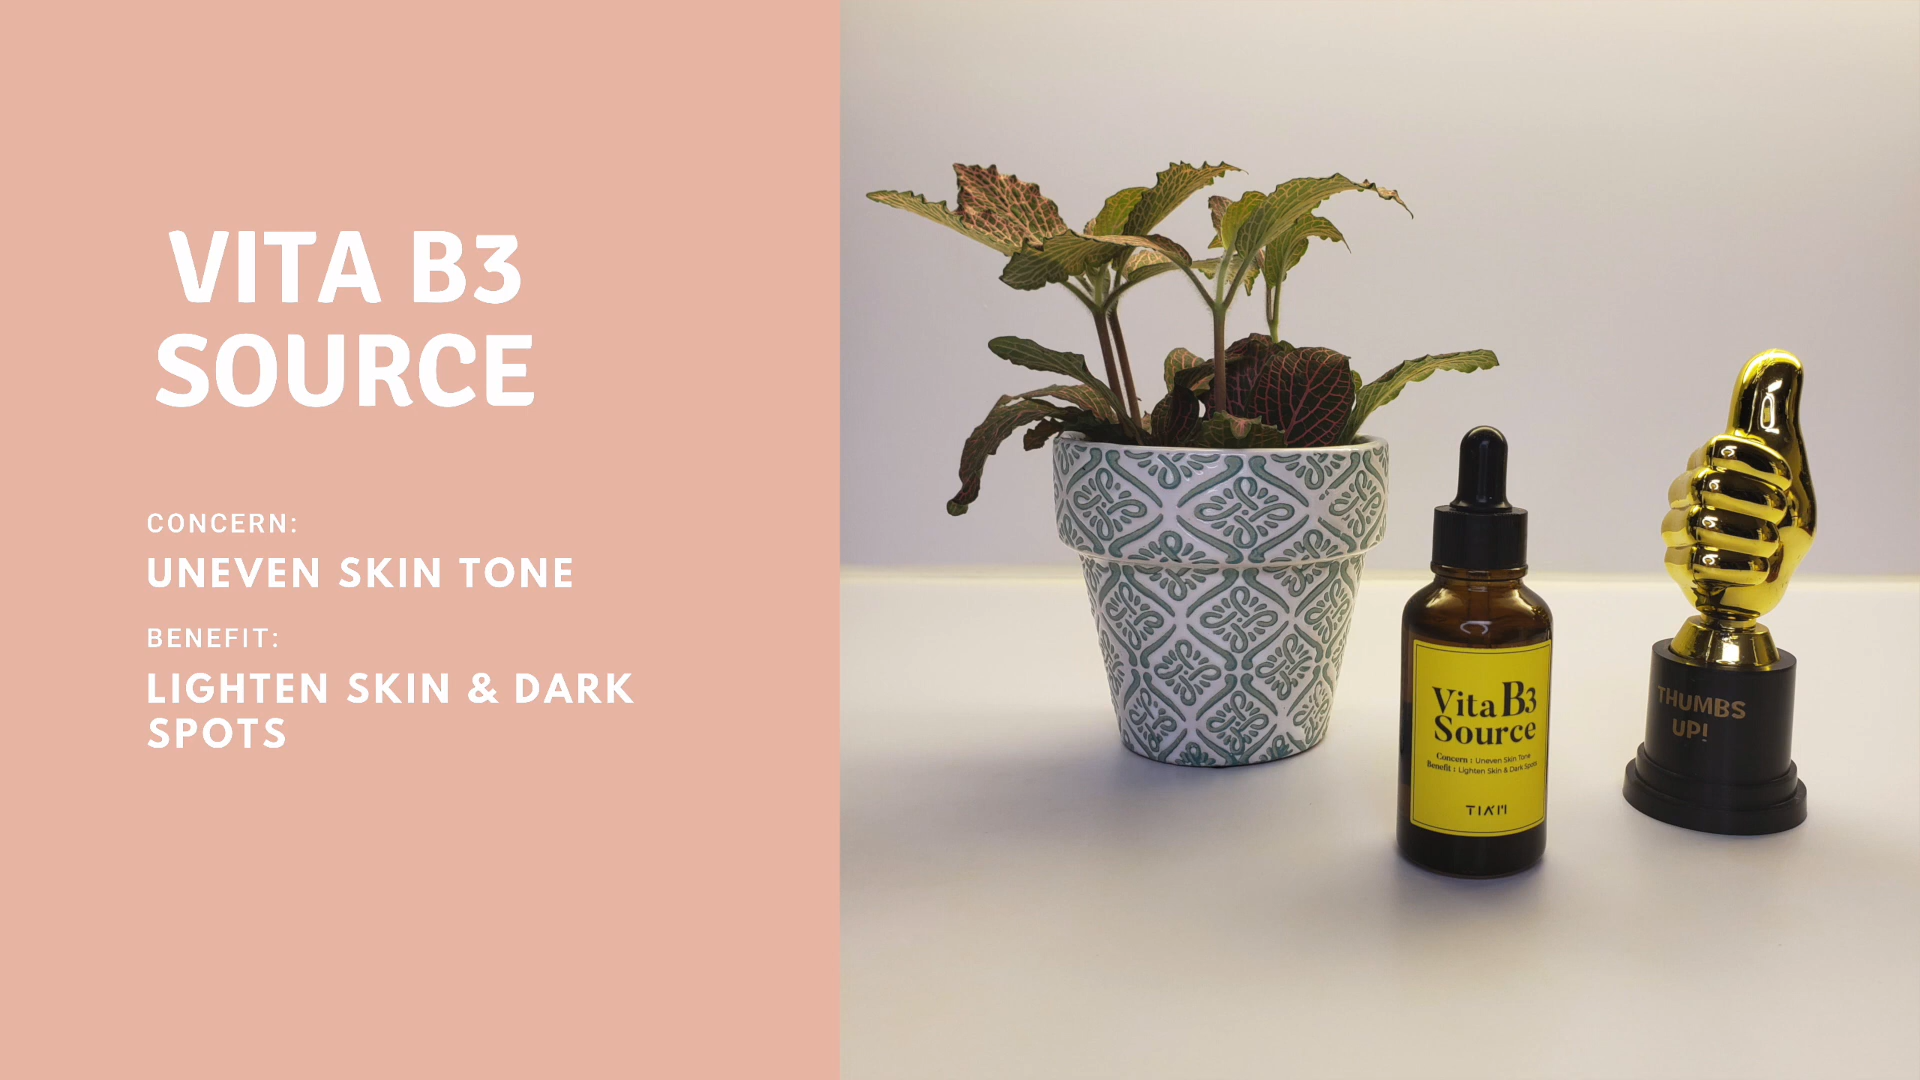 VITA B3
SOURCE
CONCERN:
UNEVEN SKIN TONE
BENEFIT:
LIGHTEN SKIN & DARK
SPOTS
Vita B3
Source
Concern : Uneven Skin Tone
Benefit : Lighten Skin & Dark Spots
TIA'M
THUMBS
UP!